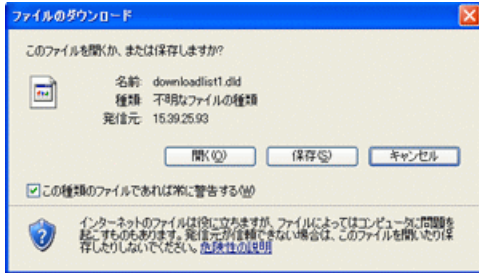 ファイルのダウンロード
このファイルを開くか、または保存しますか?
名前: downloadlist1.dld
種類: 不明なファイルの種類
発信元: 15.39.25.93
開く(O) 保存(S) キャンセル
この種類のファイルであれば常に警告する(W)
インターネットのファイルは役に立ちますが、ファイルによってはコンピュータに問題を
起こすものもあります。発信元が信頼できない場合は、このファイルを開いたり保
存したりしないでください。危険性の説明